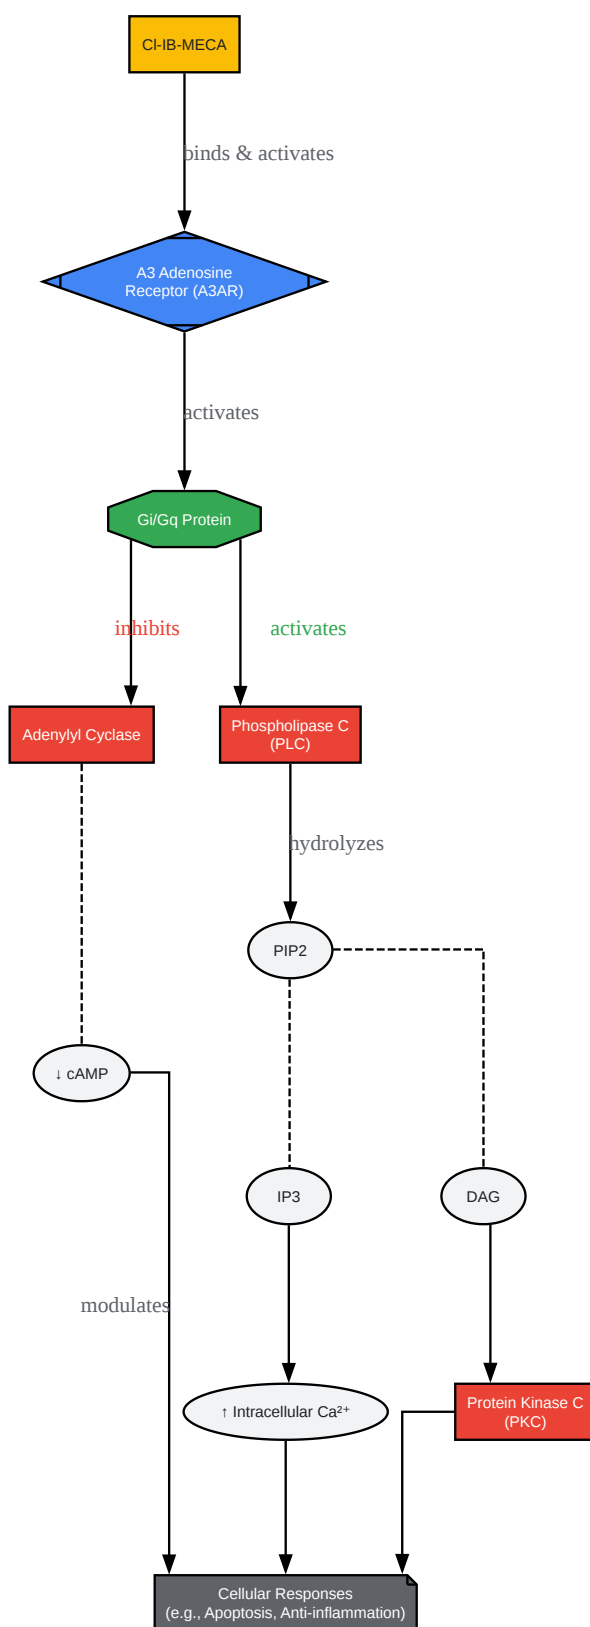 Cl-IB-MECA
binds & activates
A3 Adenosine
Receptor (A3AR)
activates
Gi/Gq Protein
inhibits
activates
Adenylyl Cyclase
Phospholipase C
(PLC)
hydrolyzes
PIP2
↓ cAMP
IP3
DAG
modulates
↑ Intracellular Ca²⁺
Protein Kinase C
(PKC)
Cellular Responses
(e.g., Apoptosis, Anti-inflammation)